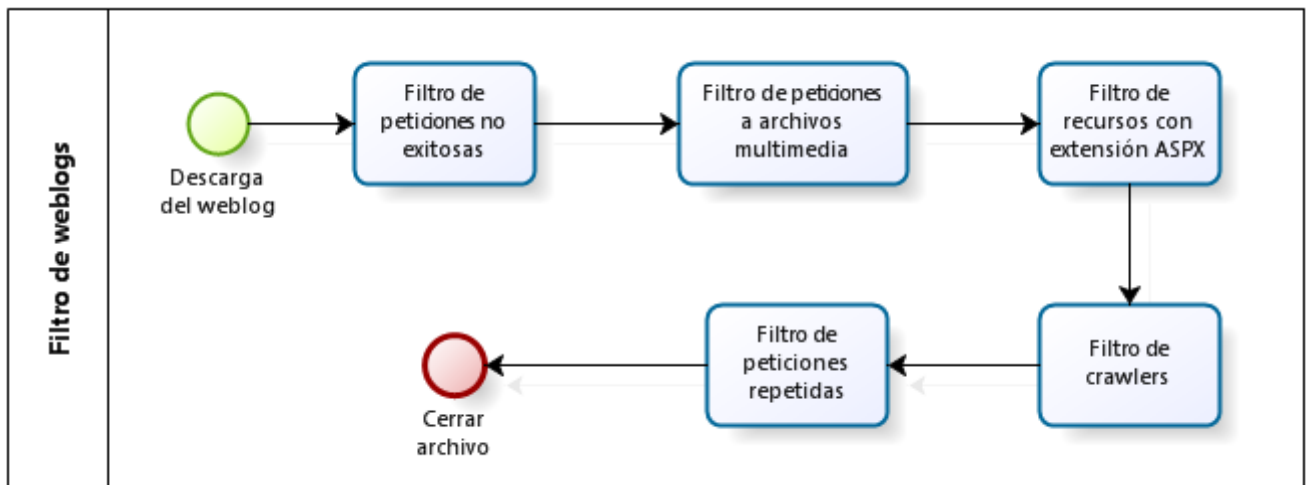 Filtro de weblogs
Descarga
del weblog
Filtro de
peticiones no
exitosas
Filtro de peticiones
a archivos
multimedia
Filtro de
recursos con
extensión ASPX
Filtro de
crawlers
Filtro de
peticiones
repetidas
Cerrar
archivo